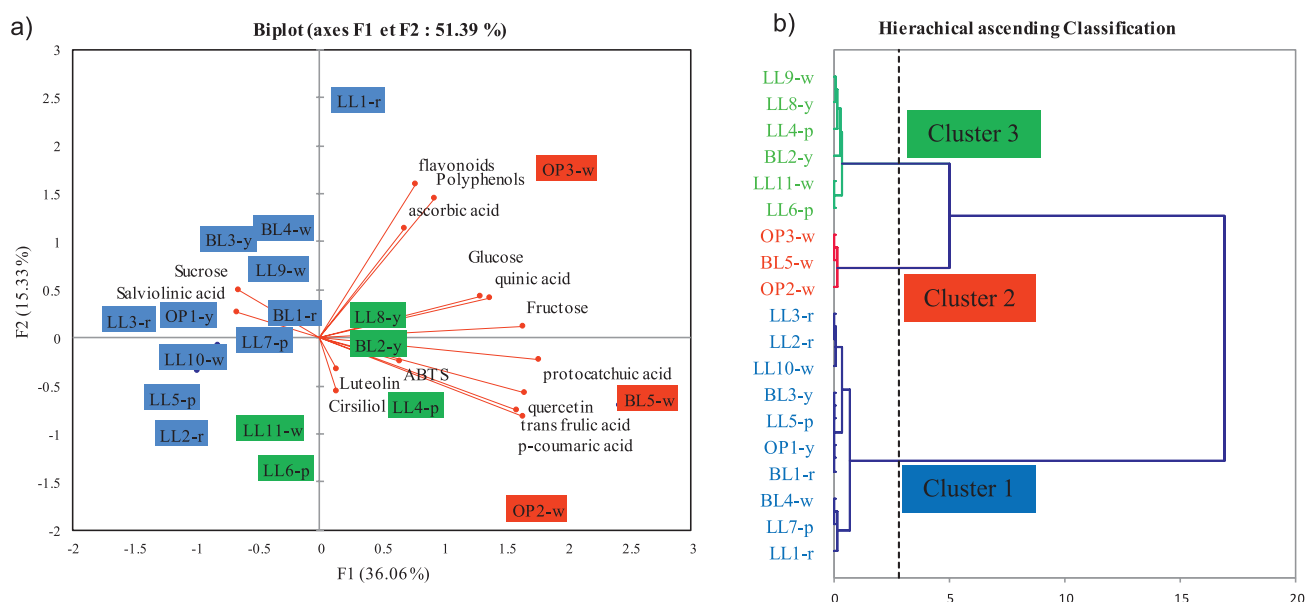 a)
Biplot (axes F1 et F2 : 51.39 %)
3
2.5
2
1.5
1
0.5
0
-0.5
-1
-1.5
-2
F2 (15.33%)
LL1-r
flavonoids
OP3-w
Polyphenols
ascorbic acid
BL4-w
BL3-y
Glucose
Sucrose
LL9-w
quinic acid
Salviolinic acid
Fructose
LL3-r
OP1-y
BL1-r
LL8-y
LL7-p
BL2-y
LL10-w
protocatchuic acid
ABTS
Luteolin
LL5-p
Cirsiliol
LL4-p
BL5-w
quercetin
trans frulic acid
LL2-r
LL11-w
p-coumaric acid
LL6-p
OP2-w
-2
-1.5
-1
-0.5
0
0.5
1
1.5
2
2.5
3
F1 (36.06%)
b)
Hierachical ascending Classification
LL9-w
LL8-y
LL4-p
BL2-y
LL11-w
LL6-p
OP3-w
BL5-w
OP2-w
LL3-r
LL2-r
LL10-w
BL3-y
LL5-p
OP1-y
BL1-r
BL4-w
LL7-p
LL1-r
Cluster 3
Cluster 2
Cluster 1
0
5
10
15
20